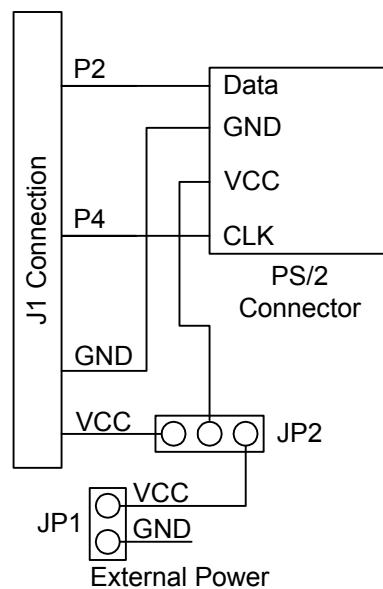 P2
Data
GND
VCC
P4
CLK
J1 Connection
PS/2
Connector
GND
VCC
JP2
VCC
JP1
GND
External Power